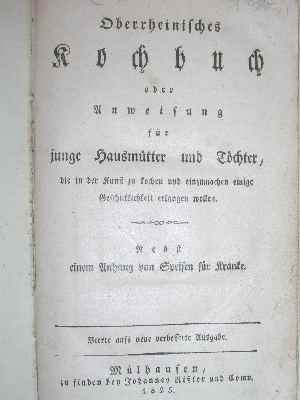 Oberrheinisches
Kochbuch
oder
Anweisung
für
junge Hausmütter und Töchter,
die in der Kunst zu kochen und einzumachen einige
Geschicklichkeit erlangen wollen.
Nebst
einem Anhang von Speisen für Kranke.
Vierte aufs neue verbesserte Ausgabe.
Mülhausen,
zu finden bey Johannes Rißler und Comp.
1825.